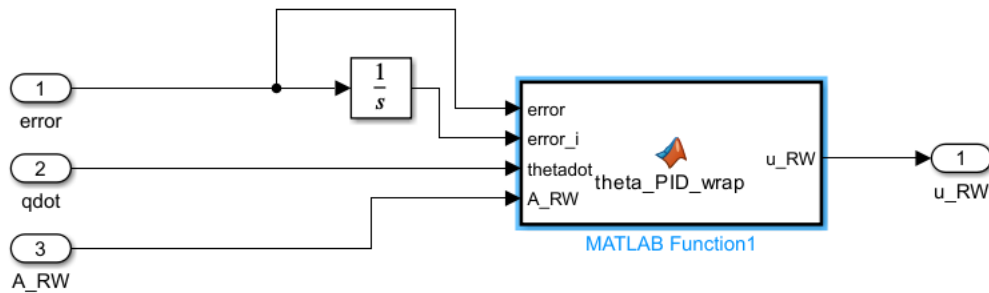 1
error
1
s
2
qdot
3
A_RW
error
error_i
thetadot
A_RW
theta_PID_wrap
u_RW
MATLAB Function1
1
u_RW